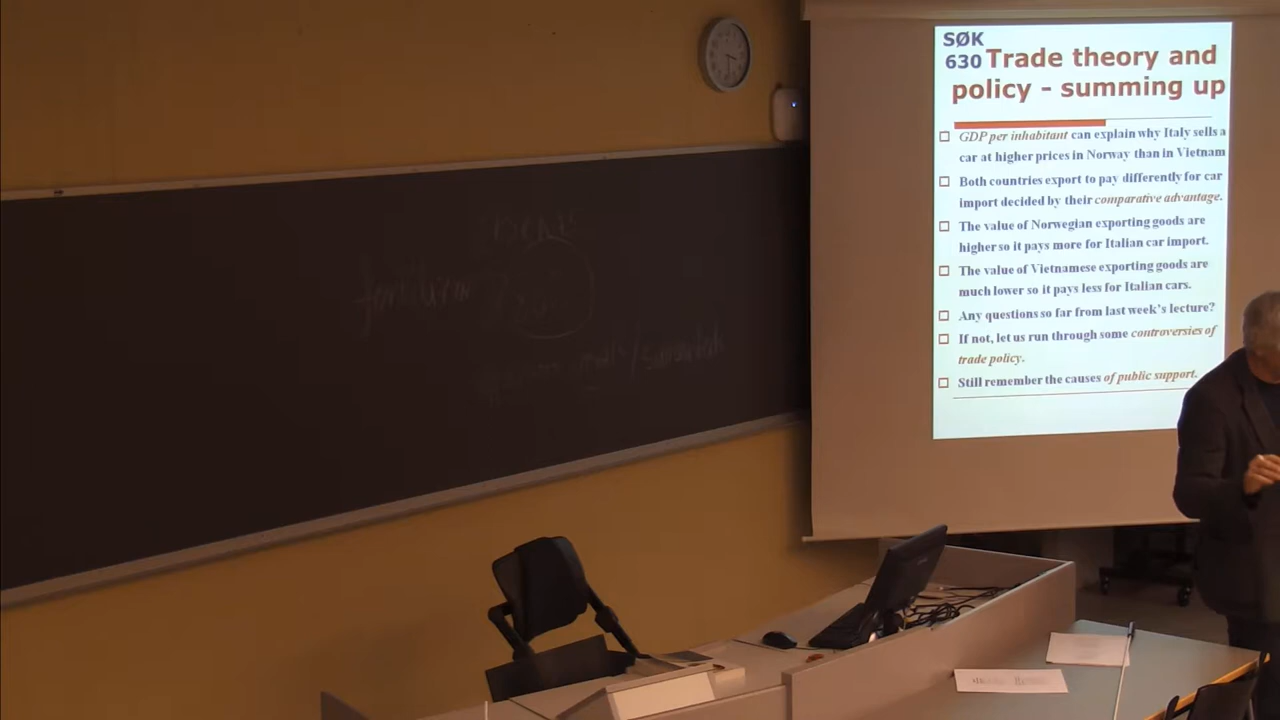 SØK
630 Trade theory and
policy - summing up
GDP per inhabitant can explain why Italy sells a
car at higher prices in Norway than in Vietnam
Both countries export to pay differently for car
import decided by their comparative advantage.
The value of Norwegian exporting goods are
higher so it pays more for Italian car import.
The value of Vietnamese exporting goods are
much lower so it pays less for Italian cars.
Any questions so far from last week's lecture?
If not, let us run through some controversies of
trade policy.
Still remember the causes of public support.